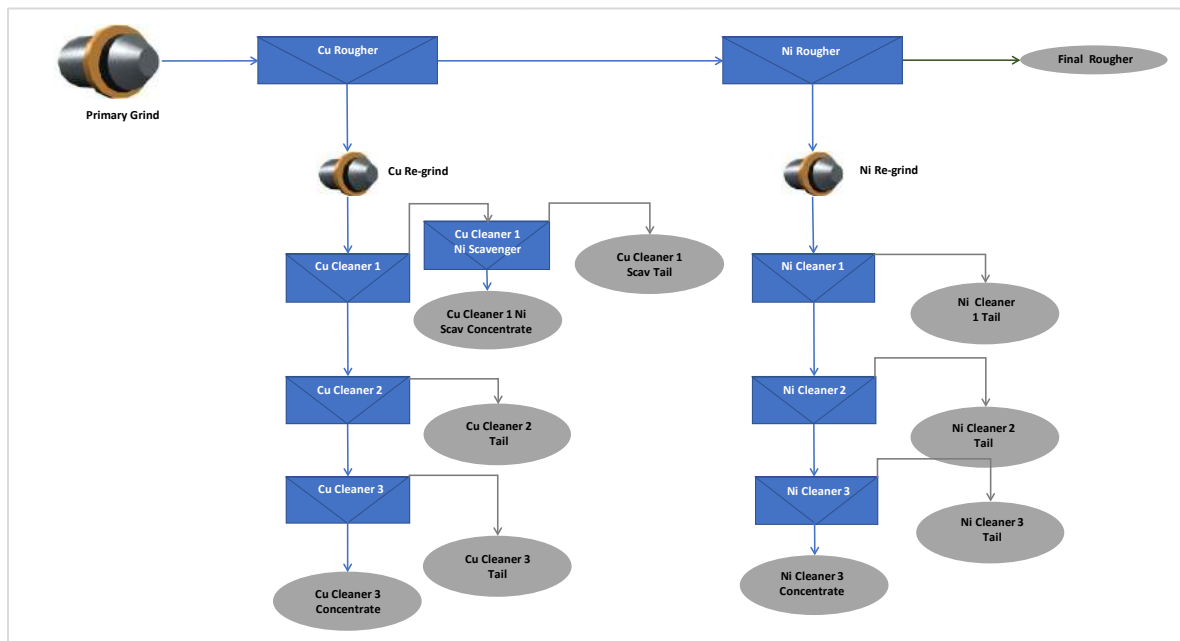 Cu Rougher
Ni Rougher
Final Rougher
Primary Grind
Cu Re-grind
Ni Re-grind
Cu Cleaner 1
Ni Scavenger
Cu Cleaner 1
Scav Tail
Cu Cleaner 1
Ni Cleaner 1
Cu Cleaner 1 Ni
Scav Concentrate
Ni Cleaner
1 Tail
Cu Cleaner 2
Ni Cleaner 2
Cu Cleaner 2
Tail
Ni Cleaner 2
Tail
Cu Cleaner 3
Ni Cleaner 3
Ni Cleaner 3
Tail
Cu Cleaner 3
Tail
Cu Cleaner 3
Concentrate
Ni Cleaner 3
Concentrate